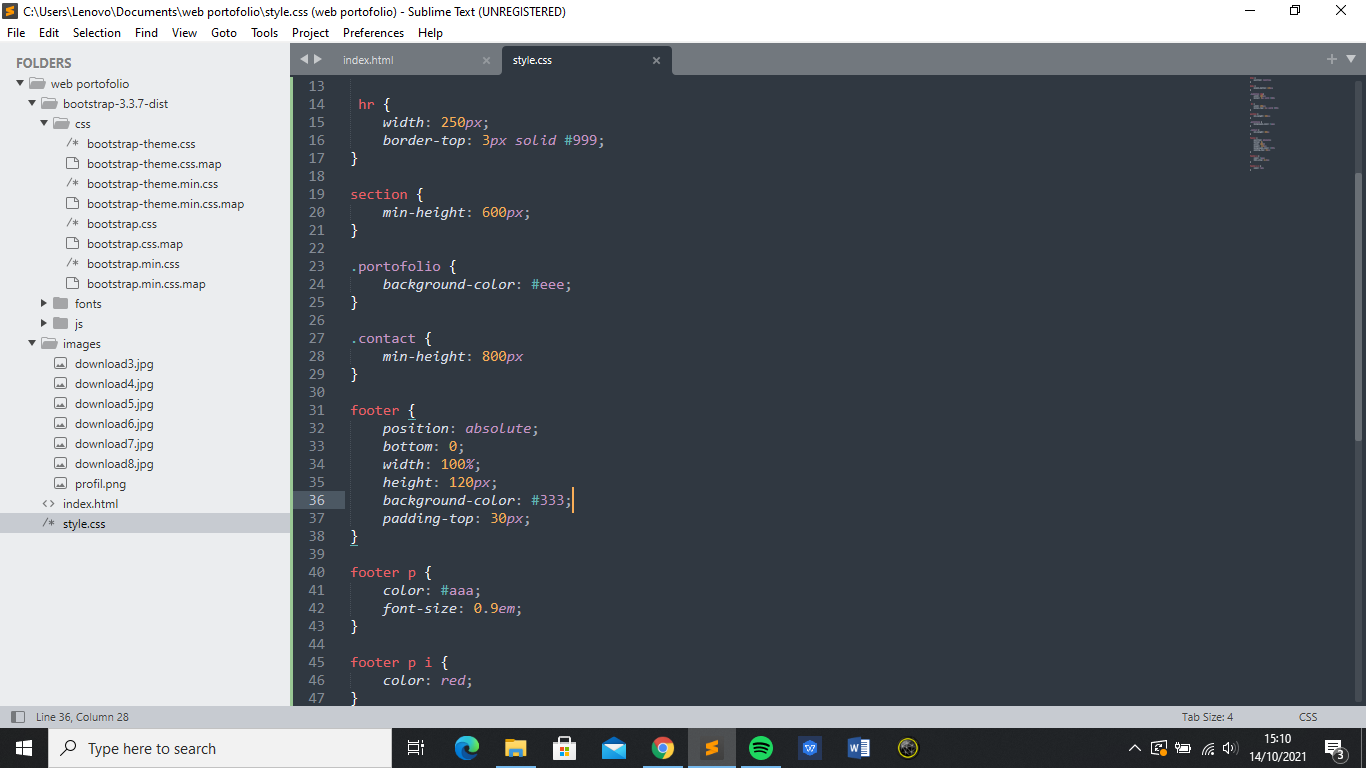 C:\Users\Lenovo\Documents\web portofolio\style.css (web portofolio) - Sublime Text (UNREGISTERED)
File Edit Selection Find View Goto Tools Project Preferences Help
FOLDERS
web portofolio
bootstrap-3.3.7-dist
css
/* bootstrap-theme.css
bootstrap-theme.css.map
/* bootstrap-theme.min.css
bootstrap-theme.min.css.map
/* bootstrap.css
bootstrap.css.map
/* bootstrap.min.css
bootstrap.min.css.map
fonts
js
images
download3.jpg
download4.jpg
download5.jpg
download6.jpg
download7.jpg
download8.jpg
profil.png
<> index.html
/* style.css
index.html × style.css ×
13
14 hr {
15 width: 250px;
16 border-top: 3px solid #999;
17 }
18
19 section {
20 min-height: 600px;
21 }
22
23 .portofolio {
24 background-color: #eee;
25 }
26
27 .contact {
28 min-height: 800px
29 }
30
31 footer {
32 position: absolute;
33 bottom: 0;
34 width: 100%;
35 height: 120px;
36 background-color: #333;
37 padding-top: 30px;
38 }
39
40 footer p {
41 color: #aaa;
42 font-size: 0.9em;
43 }
44
45 footer p i {
46 color: red;
47 }
Line 36, Column 28 Tab Size: 4 CSS
Type here to search
15:10
14/10/2021
3